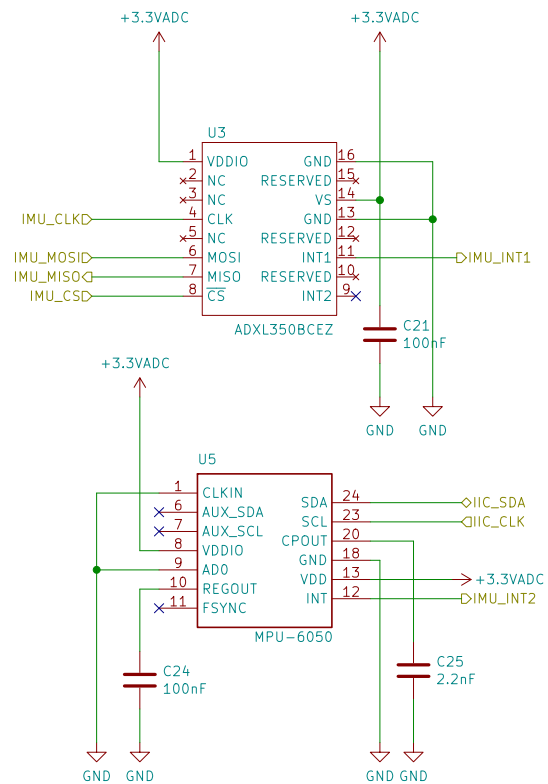 +3.3VADC +3.3VADC
U3
1 VDDIO GND 16
2 NC RESERVED 15
3 NC VS 14
IMU_CLK 4 CLK GND 13
5 NC RESERVED 12
IMU_MOSI 6 MOSI INT1 11 IMU_INT1
IMU_MISO 7 MISO RESERVED 10
IMU_CS 8 CS INT2 9
ADXL350BCEZ
C21
100nF
GND GND
+3.3VADC
U5
1 CLKIN
SDA 24 IIC_SDA
6 AUX_SDA
SCL 23 IIC_CLK
7 AUX_SCL
CPOUT 20
8 VDDIO
GND 18
9 AD0
VDD 13 +3.3VADC
10 REGOUT
INT 12 IMU_INT2
11 FSYNC
MPU-6050
C24
100nF
C25
2.2nF
GND GND GND GND